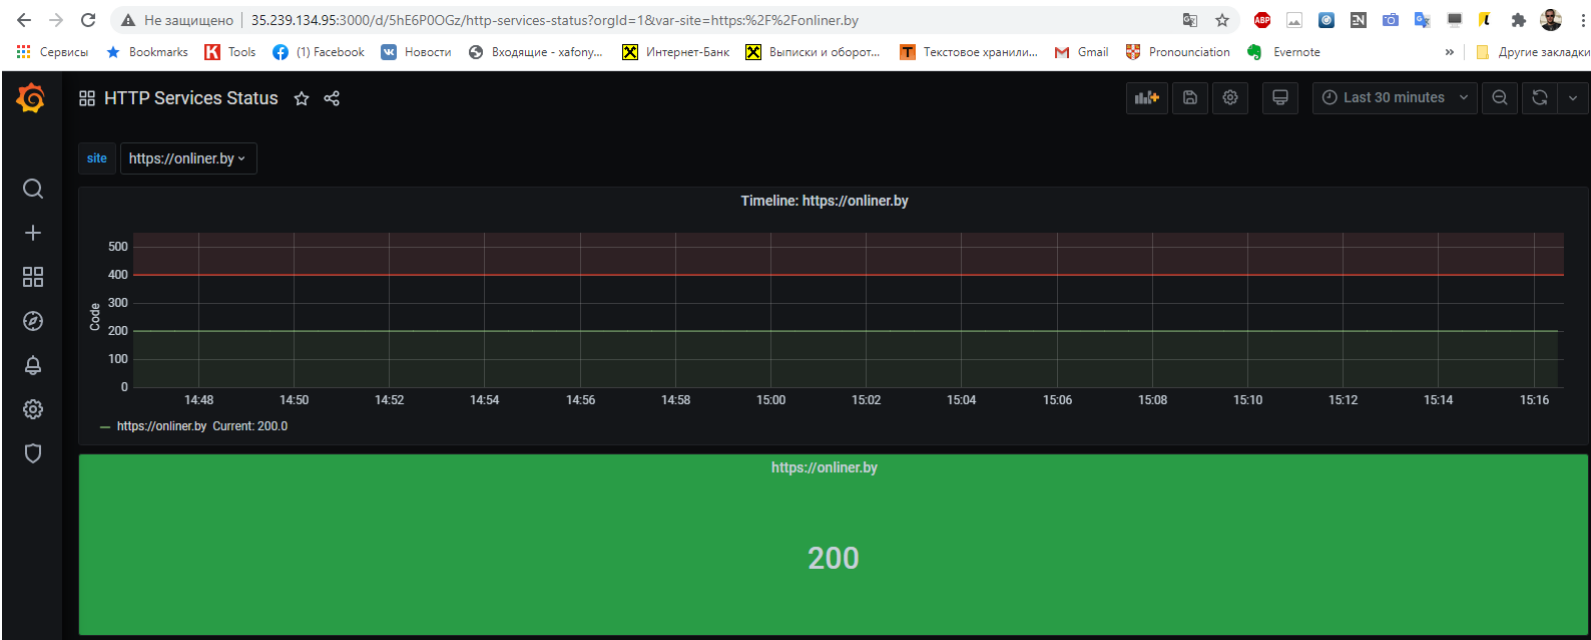 Не защищено 35.239.134.95:3000/d/5hE6P0OGz/http-services-status?orgId=1&var-site=https:%2F%2Fonliner.by
Сервисы Bookmarks Tools (1) Facebook Новости Входящие - xafony... Интернет-Банк Выписки и оборот... Текстовое хранили... Gmail Pronounciation Evernote » Другие закладки
HTTP Services Status Last 30 minutes
site https://onliner.by
Timeline: https://onliner.by
500
400
300
200
100
0
Code
14:48 14:50 14:52 14:54 14:56 14:58 15:00 15:02 15:04 15:06 15:08 15:10 15:12 15:14 15:16
https://onliner.by Current: 200.0
https://onliner.by
200